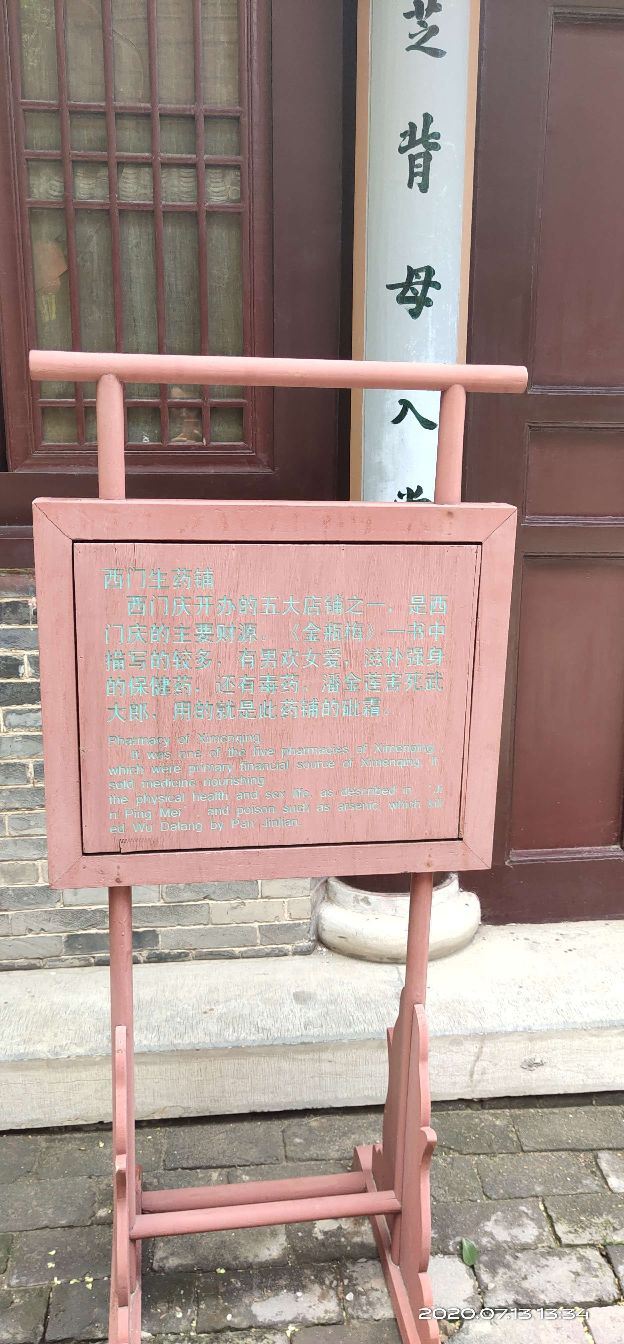 芝
背
母
入
西门生药铺
西门庆开办的五大店铺之一，是西
门庆的主要财源。《金瓶梅》一书中
描写的较多，有男欢女爱，滋补强身
的保健药，还有毒药，潘金莲害死武
大郎，用的就是此药铺的砒霜。
Pharmacy of Ximenqing
It was one of the five pharmacies of Ximenqing ,
which were primary financial source of Ximenqing. It
sold medicine nourishing
the physical health and sex life, as described in "Ji
n Ping Mei" , and poison such as arsenic, which kill
ed Wu Dalang by Pan Jinlian.
2020.07.13 13:34